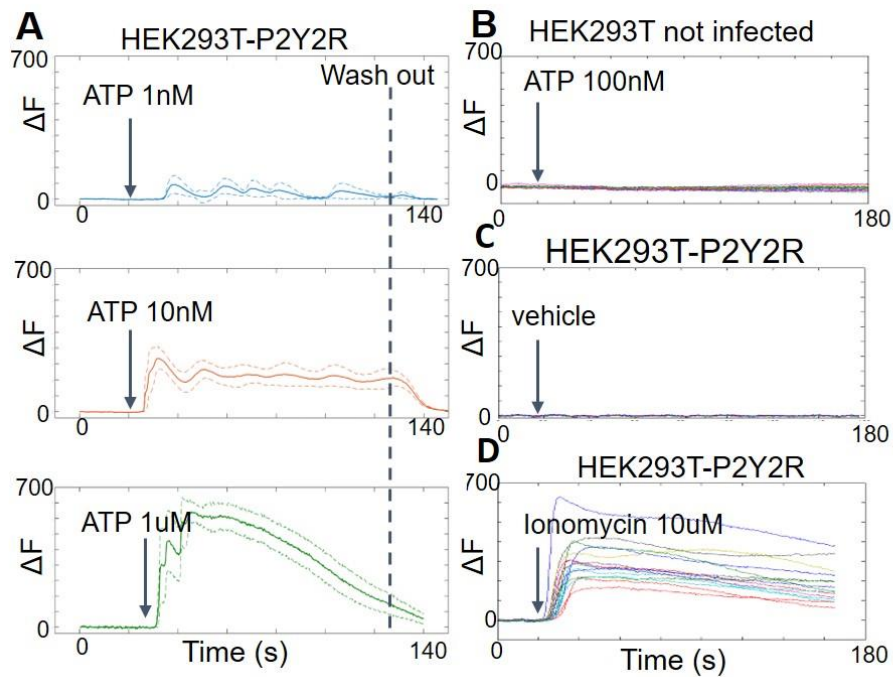 A
HEK293T-P2Y2R
700
Wash out
ATP 1nM
ΔF
0
0
140
700
ATP 10nM
ΔF
0
0
140
700
ATP 1uM
ΔF
0
0
140
Time (s)
B
HEK293T not infected
700
ATP 100nM
ΔF
0
0
180
C
HEK293T-P2Y2R
700
vehicle
ΔF
0
0
180
D
HEK293T-P2Y2R
700
Ionomycin 10uM
ΔF
0
0
180
Time (s)